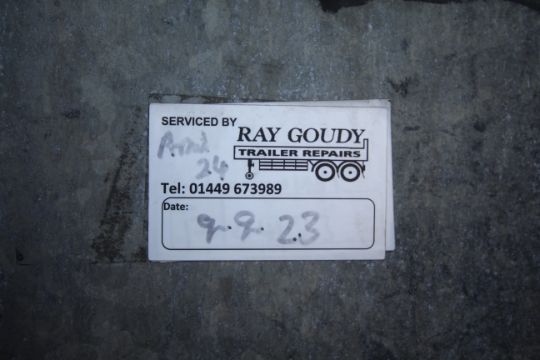 SERVICED BY
RAY GOUDY
TRAILER REPAIRS
24
Tel: 01449 673989
Date:
9.9.23